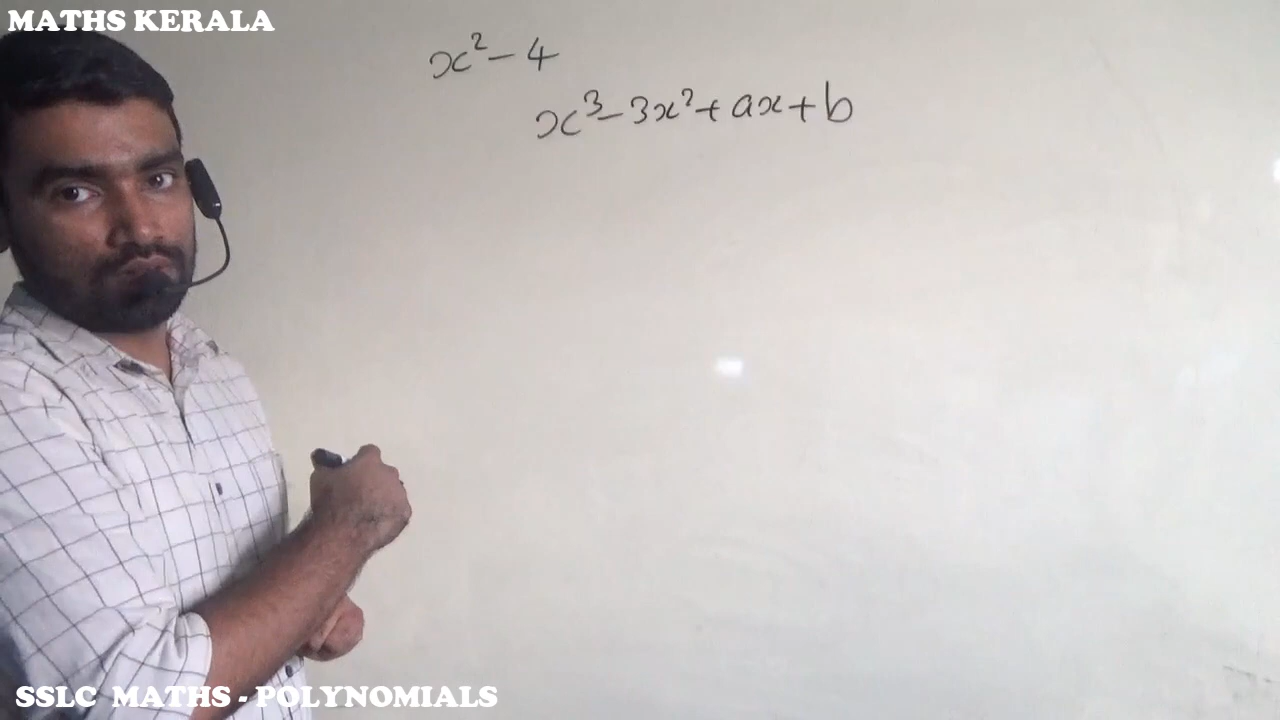 MATHS KERALA
x² - 4
x³ - 3x² + ax + b
SSLC MATHS - POLYNOMIALS